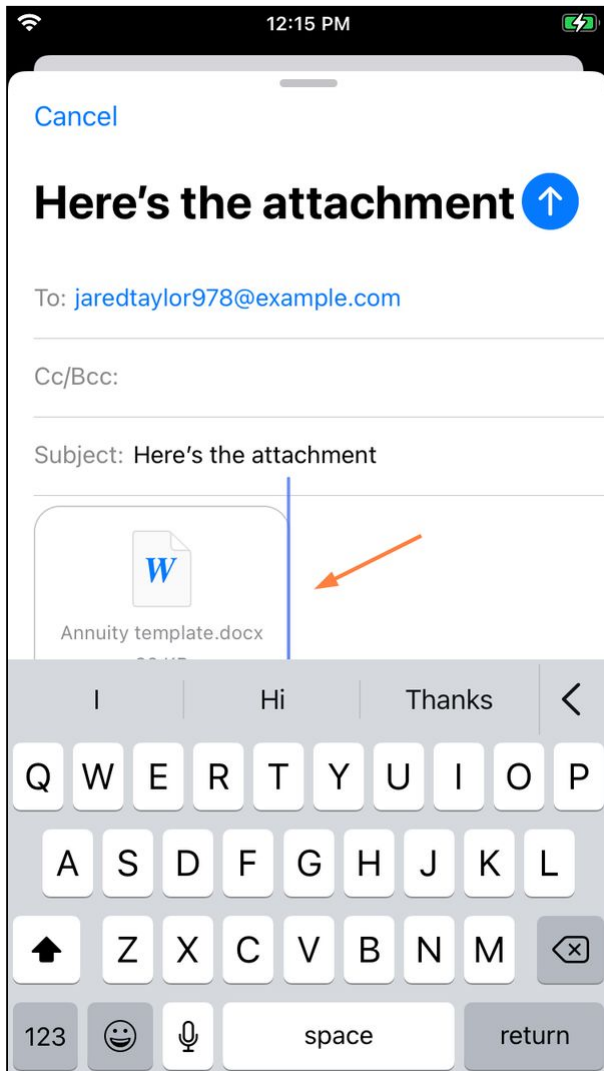 12:15 PM
Cancel
Here's the attachment
To: jaredtaylor978@example.com
Cc/Bcc:
Subject: Here's the attachment
W
Annuity template.docx
I Hi Thanks
Q W E R T Y U I O P
A S D F G H J K L
Z X C V B N M
123 space return